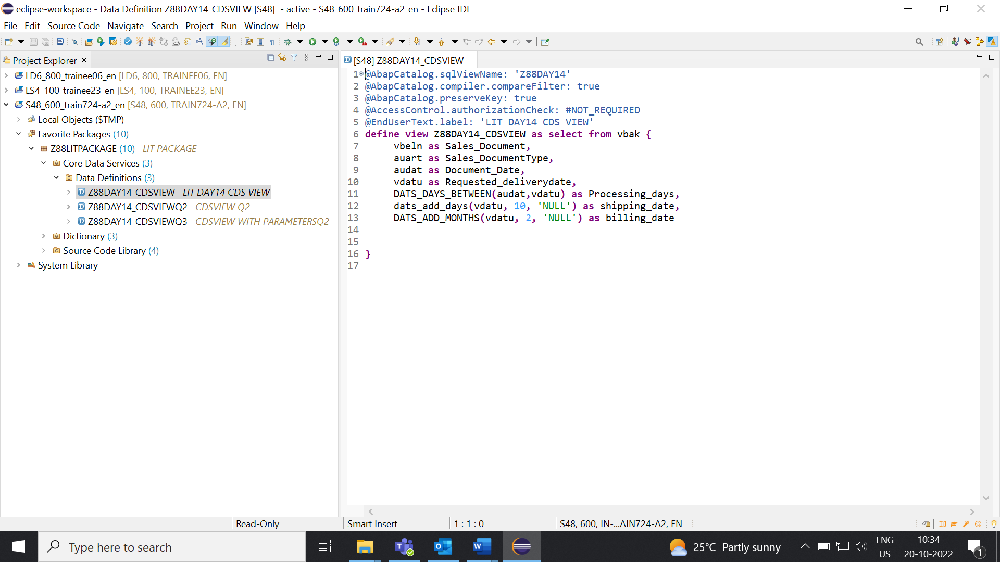 eclipse-workspace - Data Definition Z88DAY14_CDSVIEW [S48]  - active - S48_600_train724-a2_en - Eclipse IDE
File Edit Source Code Navigate Search Project Run Window Help
Project Explorer
LD6_800_trainee06_en [LD6, 800, TRAINEE06, EN]
LS4_100_trainee23_en [LS4, 100, TRAINEE23, EN]
S48_600_train724-a2_en [S48, 600, TRAIN724-A2, EN]
Local Objects ($TMP)
Favorite Packages (10)
Z88LITPACKAGE (10) LIT PACKAGE
Core Data Services (3)
Data Definitions (3)
Z88DAY14_CDSVIEW LIT DAY14 CDS VIEW
Z88DAY14_CDSVIEWQ2 CDSVIEW Q2
Z88DAY14_CDSVIEWQ3 CDSVIEW WITH PARAMETERSQ2
Dictionary (3)
Source Code Library (4)
System Library
[S48] Z88DAY14_CDSVIEW
1 @AbapCatalog.sqlViewName: 'Z88DAY14'
2 @AbapCatalog.compiler.compareFilter: true
3 @AbapCatalog.preserveKey: true
4 @AccessControl.authorizationCheck: #NOT_REQUIRED
5 @EndUserText.label: 'LIT DAY14 CDS VIEW'
6 define view Z88DAY14_CDSVIEW as select from vbak {
7 vbeln as Sales_Document,
8 auart as Sales_DocumentType,
9 audat as Document_Date,
10 vdatu as Requested_deliverydate,
11 DATS_DAYS_BETWEEN(audat,vdatu) as Processing_days,
12 dats_add_days(vdatu, 10, 'NULL') as shipping_date,
13 DATS_ADD_MONTHS(vdatu, 2, 'NULL') as billing_date
14
15
16 }
17
Read-Only Smart Insert 1 : 1 : 0 S48, 600, IN-...AIN724-A2, EN
Type here to search
25°C Partly sunny
ENG
US
10:34
20-10-2022
1